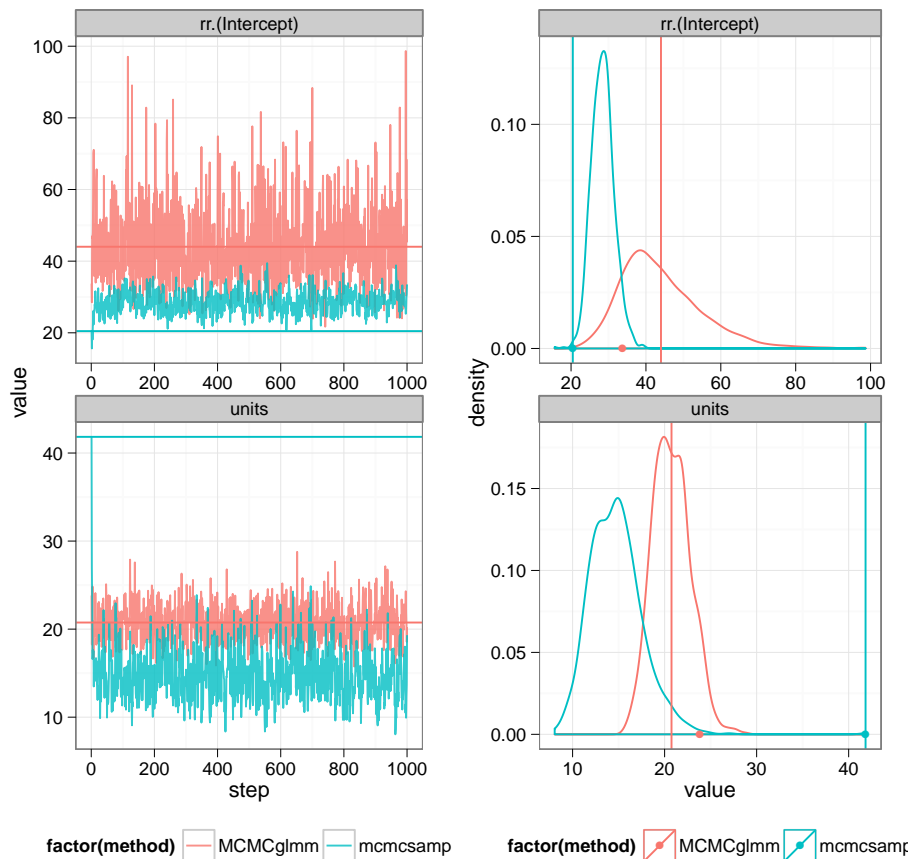 rr.(Intercept)
100
80
60
40
20
0 200 400 600 800 1000
units
40
30
20
10
0 200 400 600 800 1000
value
step
factor(method) MCMCglmm mcmcsamp
rr.(Intercept)
0.10
0.05
0.00
20 40 60 80 100
units
0.15
0.10
0.05
0.00
10 20 30 40
density
value
factor(method) MCMCglmm mcmcsamp